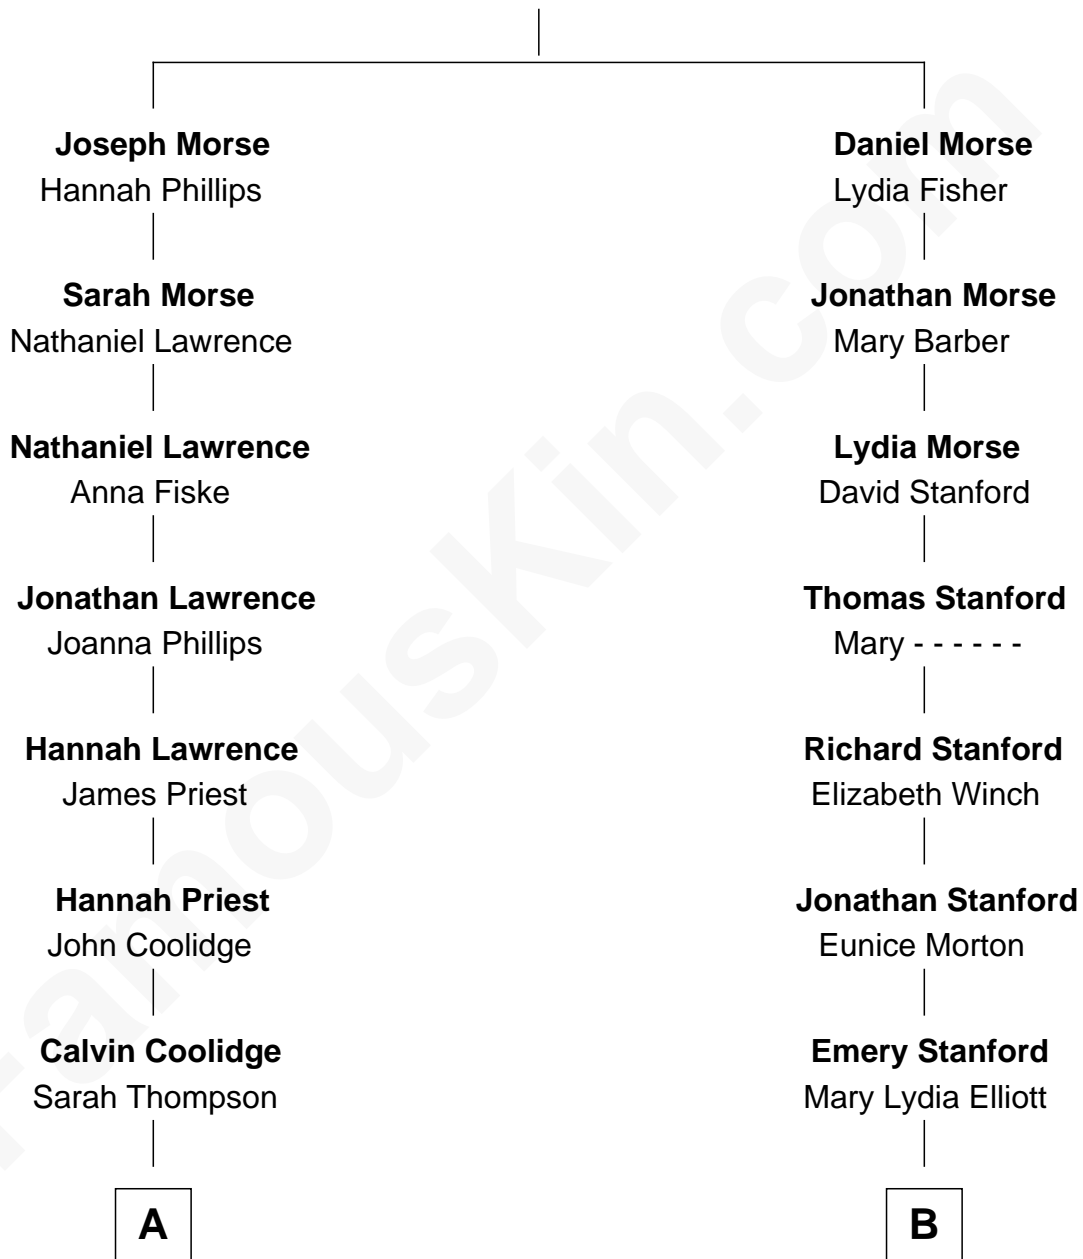 Joseph Morse
Hannah Phillips
Sarah Morse
Nathaniel Lawrence
Nathaniel Lawrence
Anna Fiske
Jonathan Lawrence
Joanna Phillips
Hannah Lawrence
James Priest
Hannah Priest
John Coolidge
Calvin Coolidge
Sarah Thompson
A
Daniel Morse
Lydia Fisher
Jonathan Morse
Mary Barber
Lydia Morse
David Stanford
Thomas Stanford
Mary - - - - - -
Richard Stanford
Elizabeth Winch
Jonathan Stanford
Eunice Morton
Emery Stanford
Mary Lydia Elliott
B
FamousKin.com